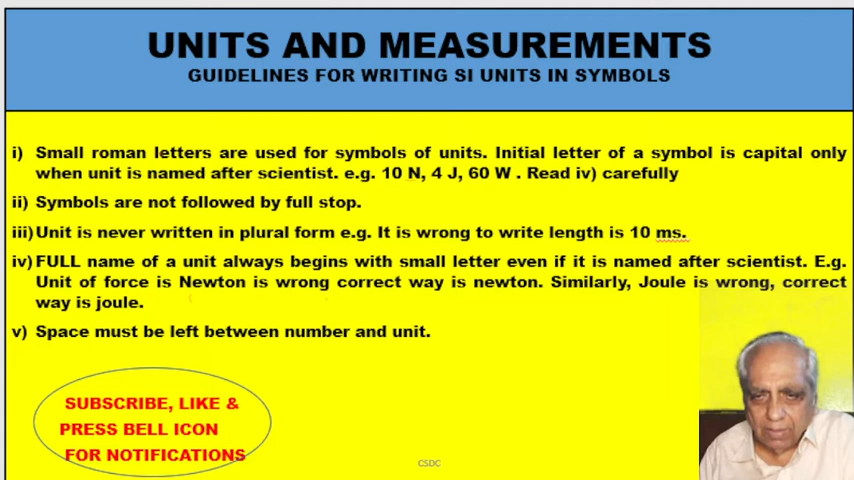 UNITS AND MEASUREMENTS
GUIDELINES FOR WRITING SI UNITS IN SYMBOLS
i) Small roman letters are used for symbols of units. Initial letter of a symbol is capital only
when unit is named after scientist. e.g. 10 N, 4 J, 60 W . Read iv) carefully
ii) Symbols are not followed by full stop.
iii) Unit is never written in plural form e.g. It is wrong to write length is 10 ms.
iv) FULL name of a unit always begins with small letter even if it is named after scientist. E.g.
Unit of force is Newton is wrong correct way is newton. Similarly, Joule is wrong, correct
way is joule.
v) Space must be left between number and unit.
SUBSCRIBE, LIKE &
PRESS BELL ICON
FOR NOTIFICATIONS
CSDC